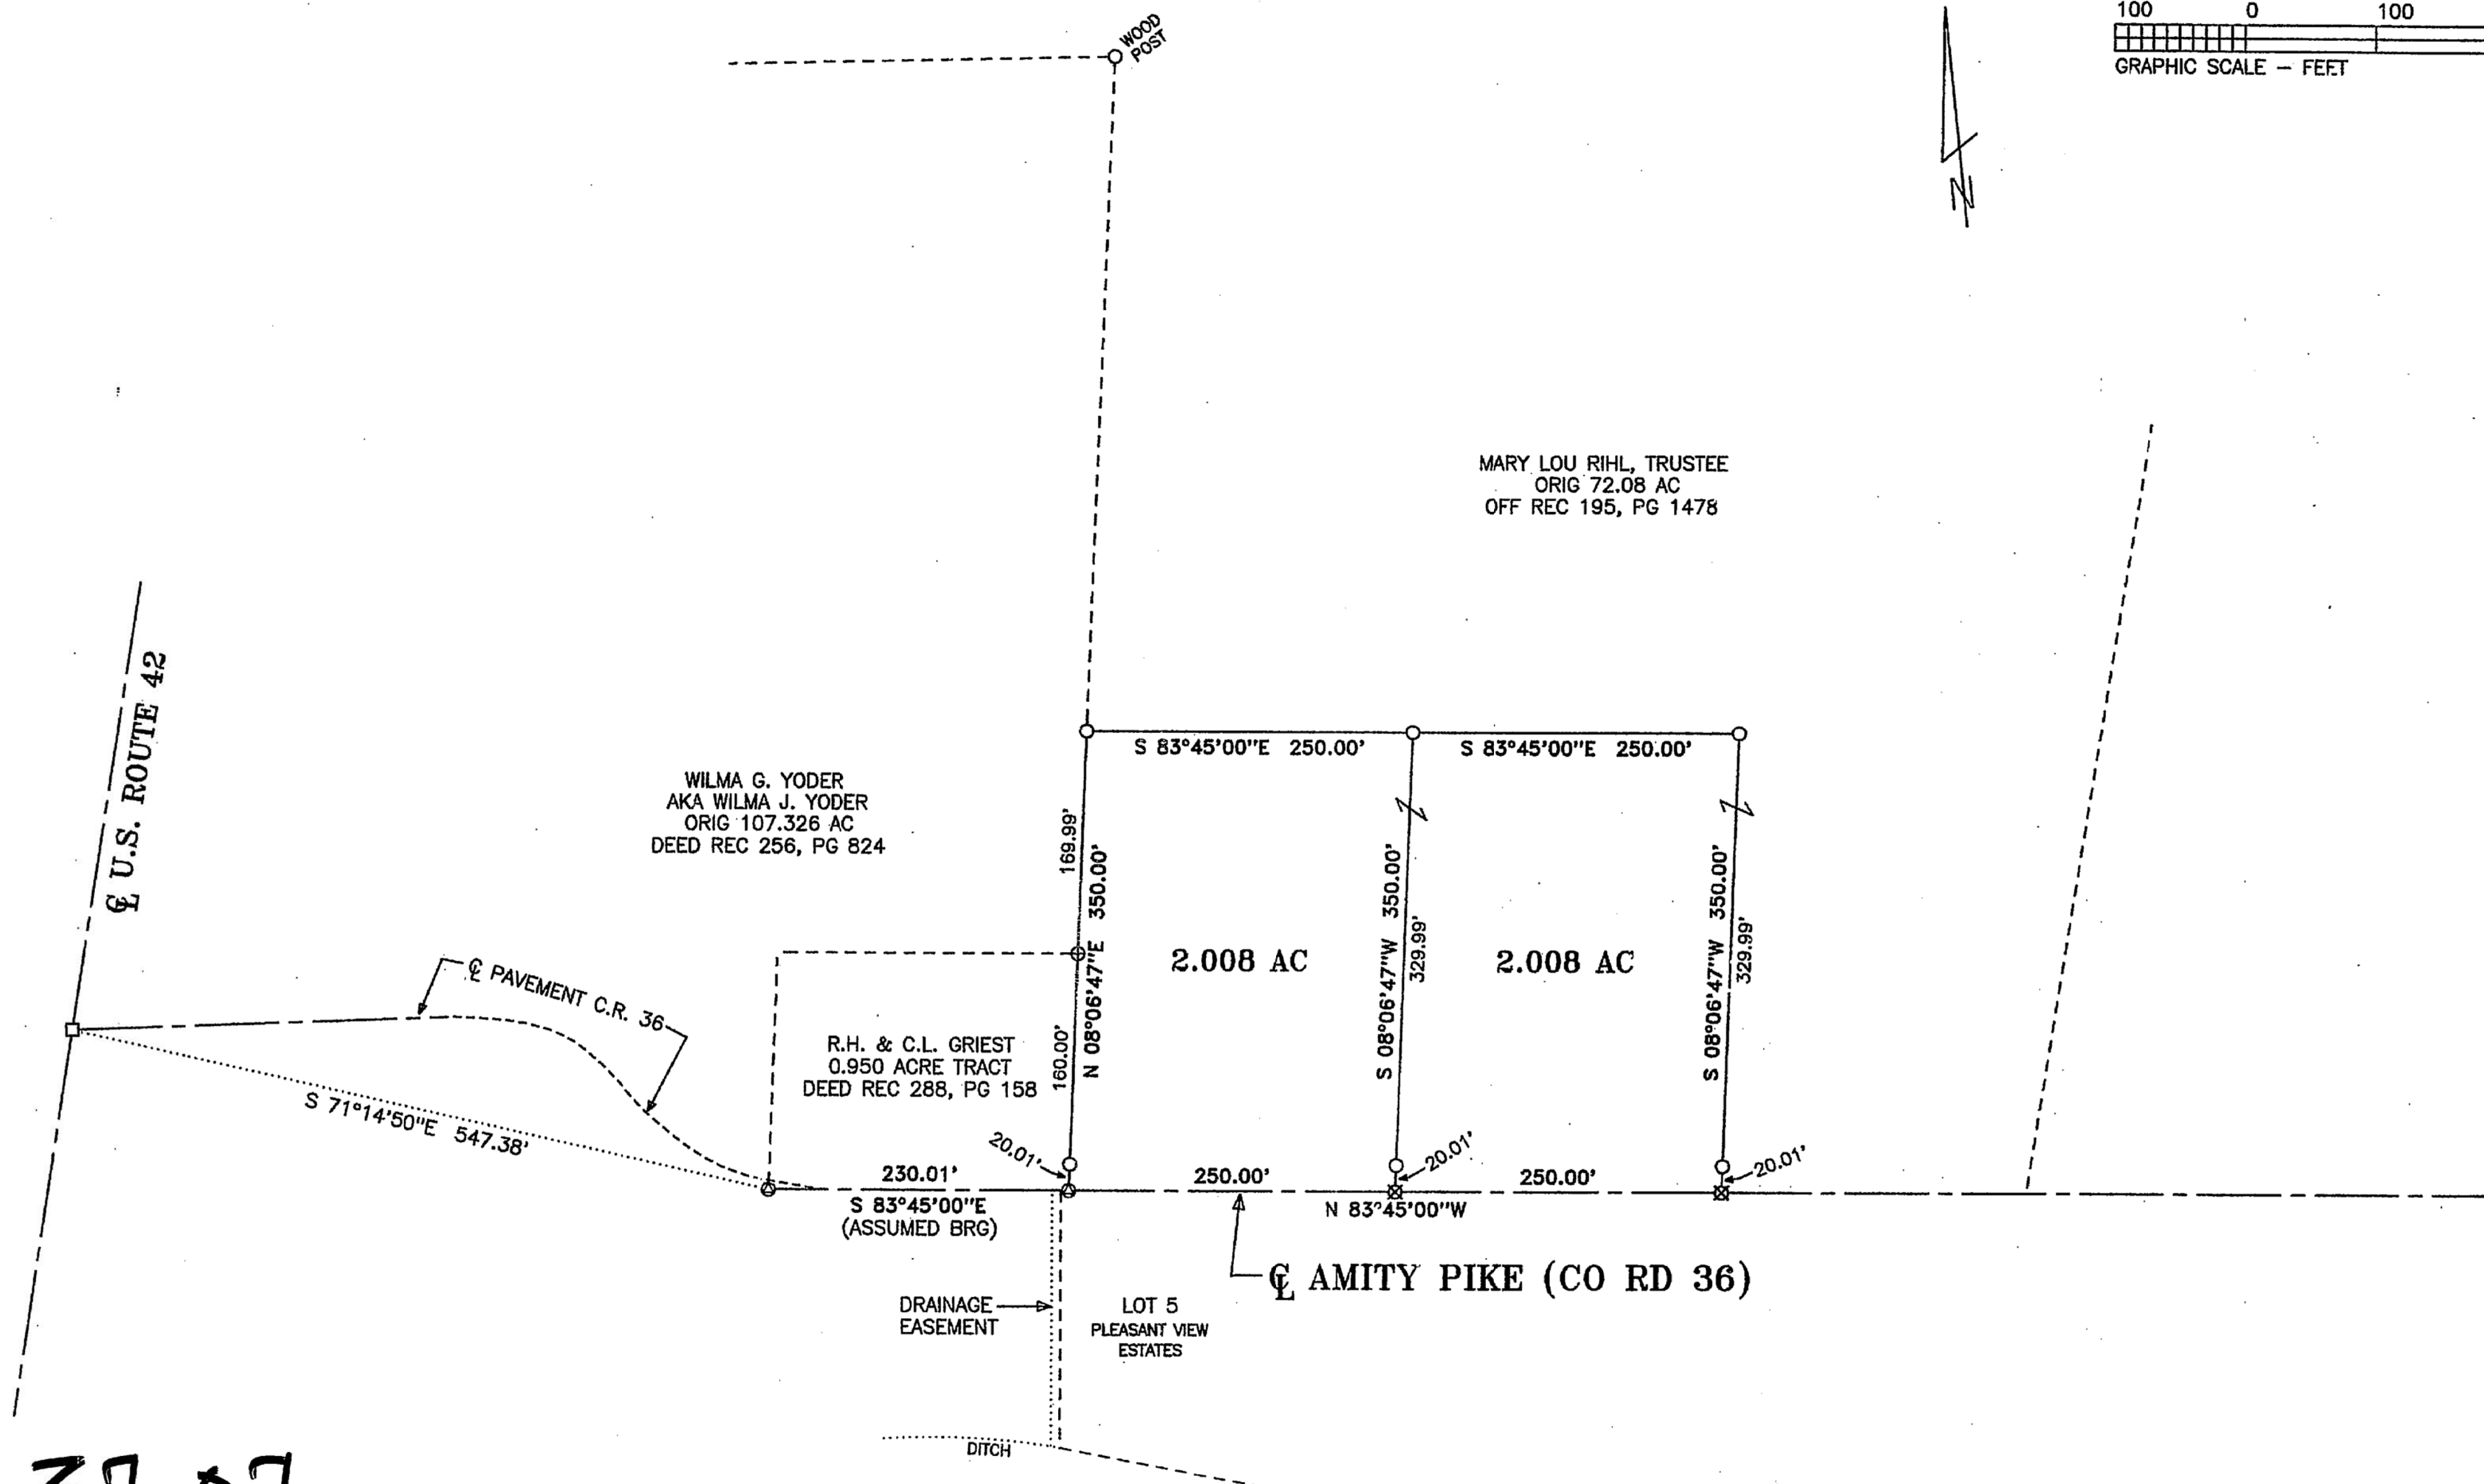 WOOD
POST
100 0 100
GRAPHIC SCALE – FEET
N
MARY LOU RIHL, TRUSTEE
ORIG 72.08 AC
OFF REC 195, PG 1478
℄ U.S. ROUTE 42
S 83°45'00"E 250.00'
S 83°45'00"E 250.00'
WILMA G. YODER
AKA WILMA J. YODER
ORIG 107.326 AC
DEED REC 256, PG 824
169.99'
N 08°06'47"E 350.00'
160.00'
S 08°06'47"W 350.00'
329.99'
S 08°06'47"W 350.00'
329.99'
2.008 AC
2.008 AC
℄ PAVEMENT C.R. 36
R.H. & C.L. GRIEST
0.950 ACRE TRACT
DEED REC 288, PG 158
S 71°14'50"E 547.38'
20.01'
20.01'
20.01'
230.01'
250.00'
250.00'
S 83°45'00"E
(ASSUMED BRG)
N 83°45'00"W
℄ AMITY PIKE (CO RD 36)
DRAINAGE
EASEMENT
LOT 5
PLEASANT VIEW
ESTATES
DITCH